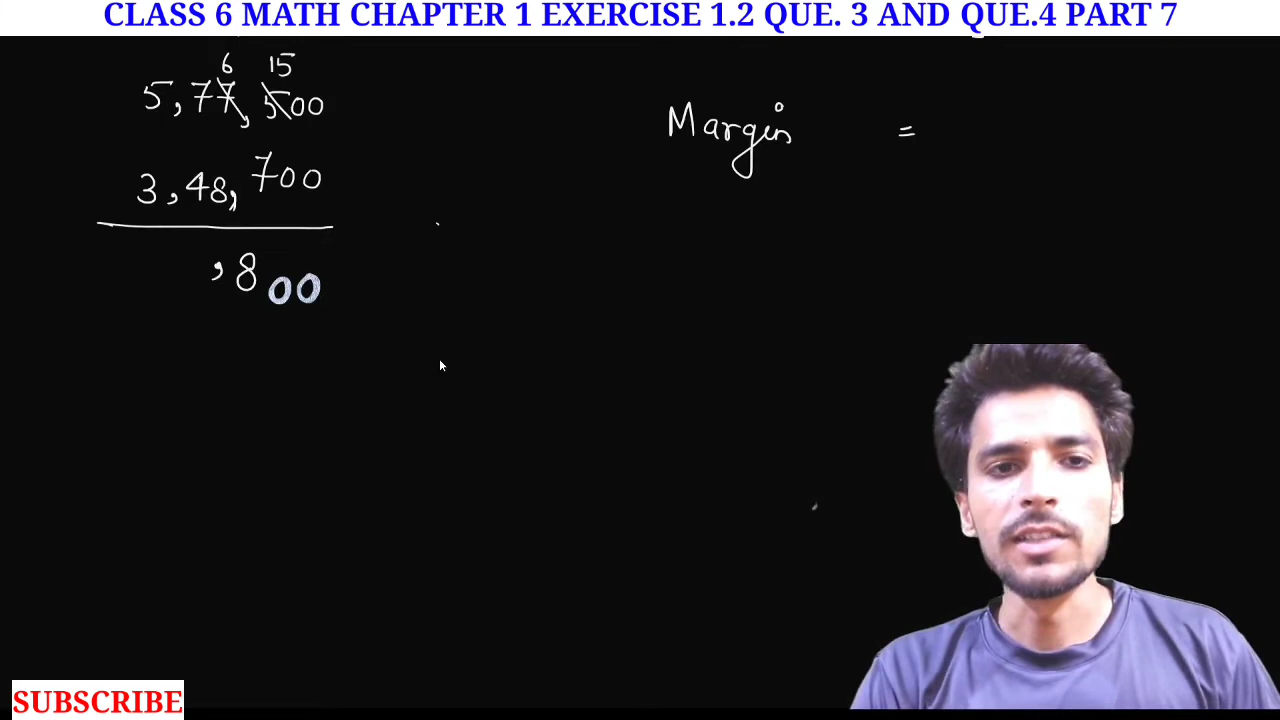 CLASS 6 MATH CHAPTER 1 EXERCISE 1.2 QUE. 3 AND QUE.4 PART 7
6 15
5,77,500
3,48,700
,800
Margin =
SUBSCRIBE